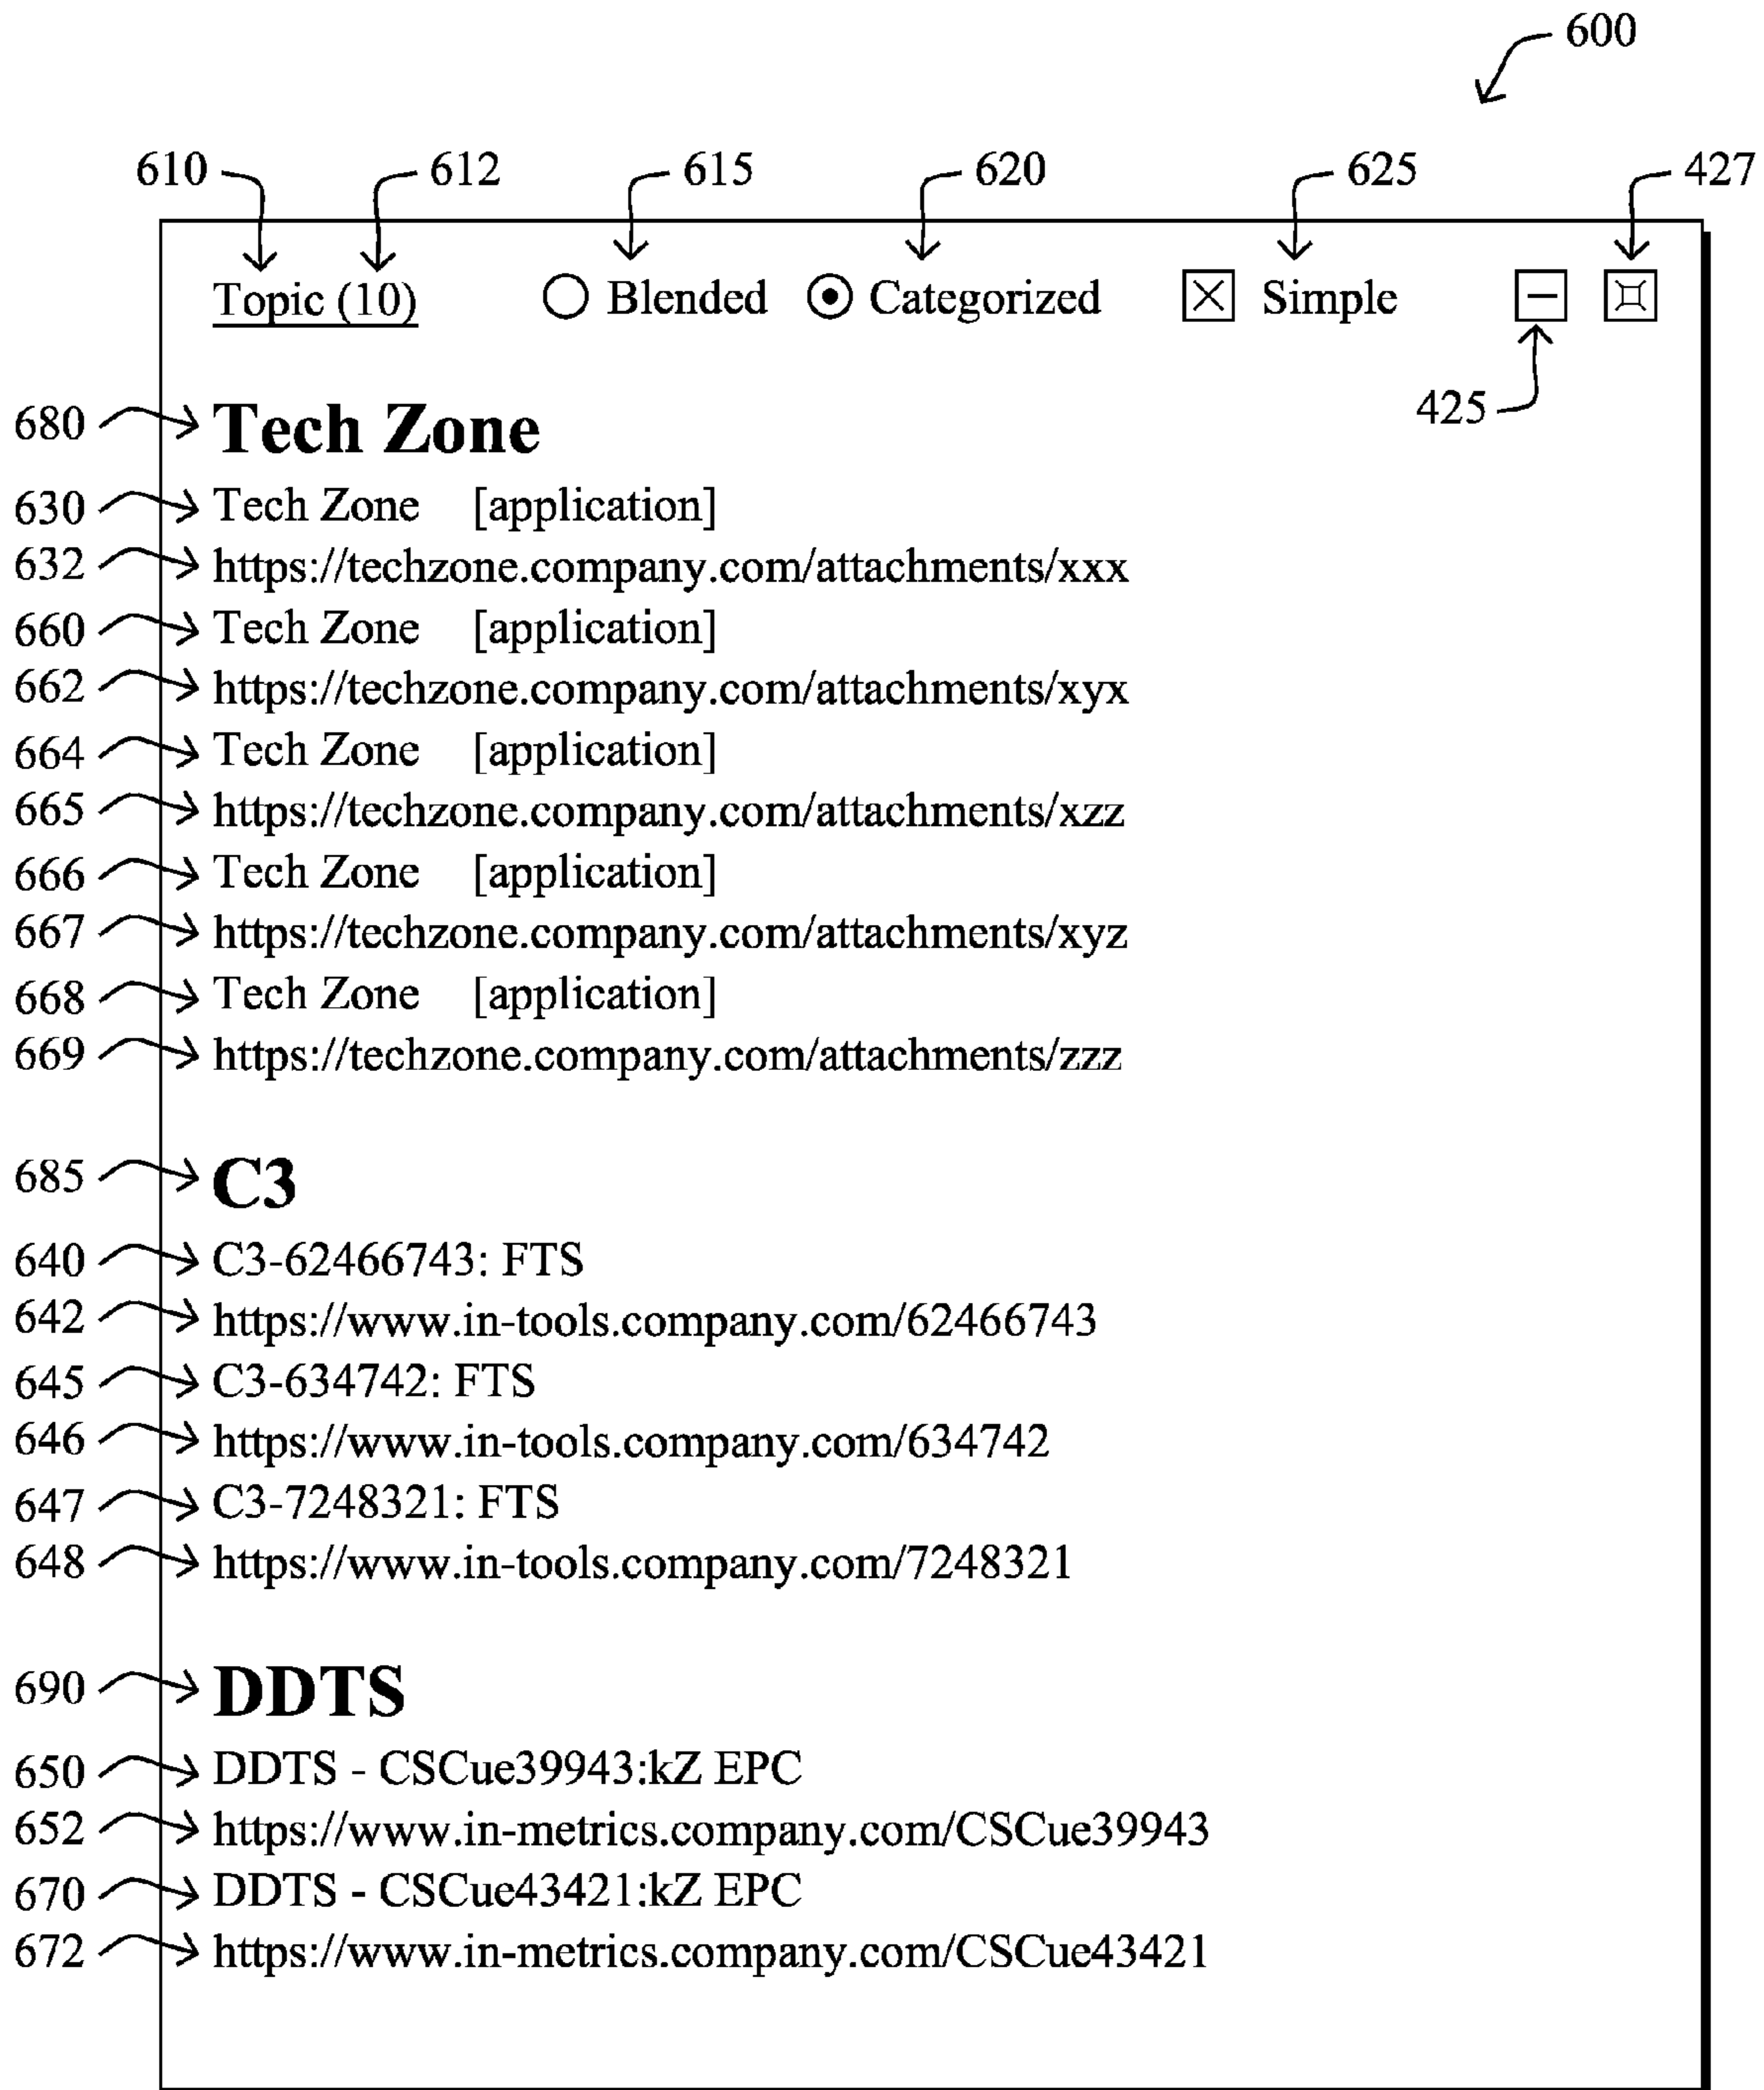 600
610 612 615 620 625 427
Topic (10) Blended Categorized Simple
425
680 Tech Zone
630 Tech Zone [application]
632 https://techzone.company.com/attachments/xxx
660 Tech Zone [application]
662 https://techzone.company.com/attachments/xyx
664 Tech Zone [application]
665 https://techzone.company.com/attachments/xzz
666 Tech Zone [application]
667 https://techzone.company.com/attachments/xyz
668 Tech Zone [application]
669 https://techzone.company.com/attachments/zzz
685 C3
640 C3-62466743: FTS
642 https://www.in-tools.company.com/62466743
645 C3-634742: FTS
646 https://www.in-tools.company.com/634742
647 C3-7248321: FTS
648 https://www.in-tools.company.com/7248321
690 DDTS
650 DDTS - CSCue39943:kZ EPC
652 https://www.in-metrics.company.com/CSCue39943
670 DDTS - CSCue43421:kZ EPC
672 https://www.in-metrics.company.com/CSCue43421